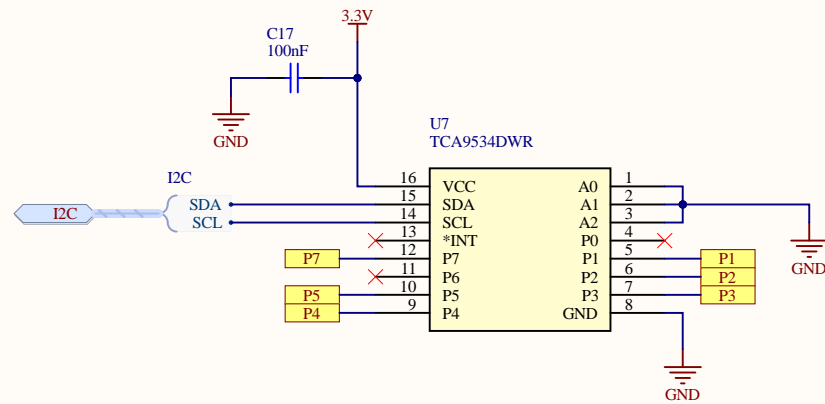 3.3V
C17
100nF
GND
U7
TCA9534DWR
I2C
I2C
SDA
SCL
16 VCC A0 1
15 SDA A1 2
14 SCL A2 3
13 *INT P0 4
P7 12 P7 P1 5 P1
11 P6 P2 6 P2
P5 10 P5 P3 7 P3
P4 9 P4 GND 8
GND
GND